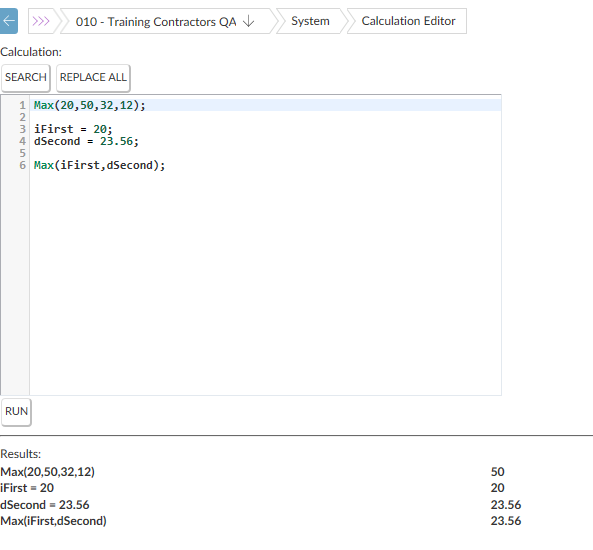 >>> 010 - Training Contractors QA ↓ System Calculation Editor
Calculation:
SEARCH REPLACE ALL
1 Max(20,50,32,12);
2
3 iFirst = 20;
4 dSecond = 23.56;
5
6 Max(iFirst,dSecond);
RUN
Results:
Max(20,50,32,12) 50
iFirst = 20 20
dSecond = 23.56 23.56
Max(iFirst,dSecond) 23.56